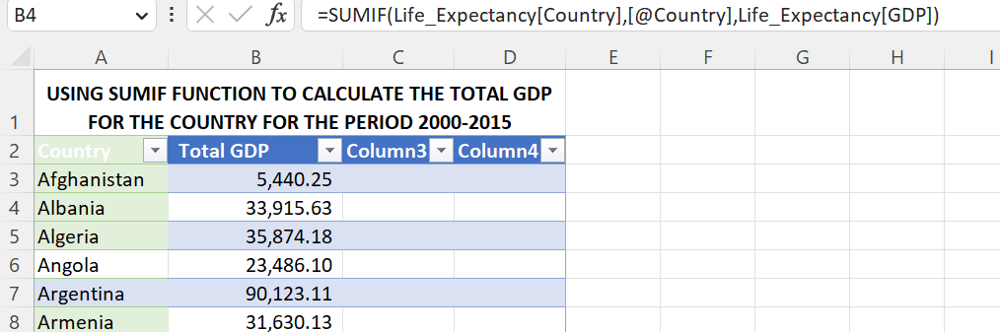 B4 fx =SUMIF(Life_Expectancy[Country],[@Country],Life_Expectancy[GDP])
A B C D E F G H I
USING SUMIF FUNCTION TO CALCULATE THE TOTAL GDP
1 FOR THE COUNTRY FOR THE PERIOD 2000-2015
2 Country Total GDP Column3 Column4
3 Afghanistan 5,440.25
4 Albania 33,915.63
5 Algeria 35,874.18
6 Angola 23,486.10
7 Argentina 90,123.11
8 Armenia 31,630.13